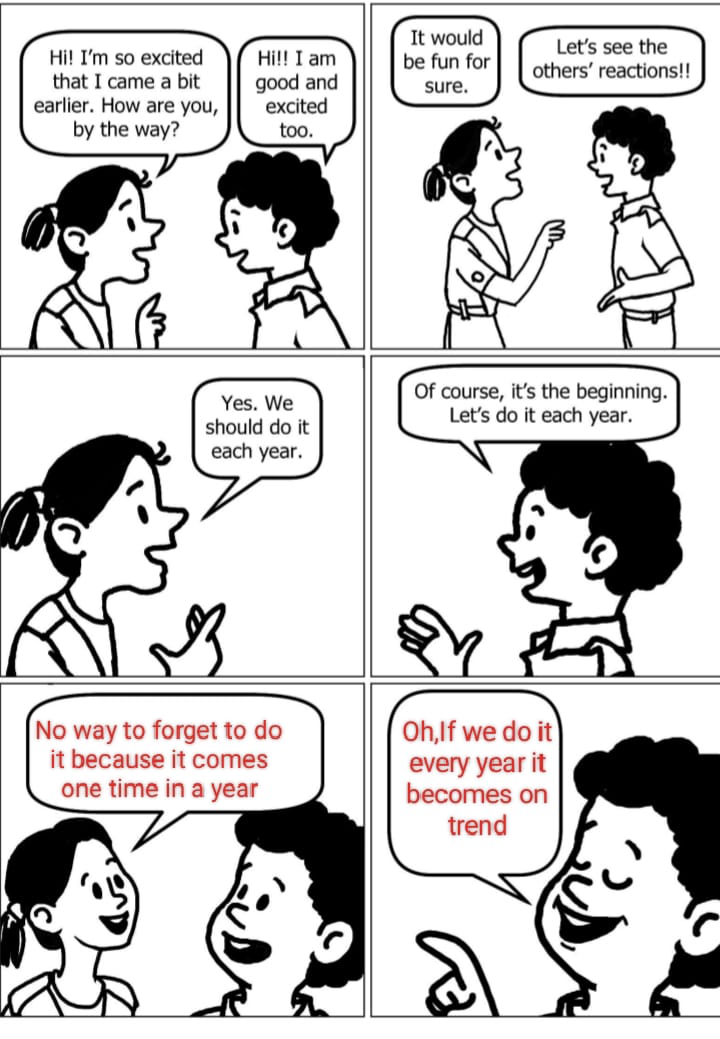 Hi! I'm so excited
that I came a bit
earlier. How are you,
by the way?
Hi!! I am
good and
excited
too.
It would
be fun for
sure.
Let's see the
others' reactions!!
Yes. We
should do it
each year.
Of course, it's the beginning.
Let's do it each year.
No way to forget to do
it because it comes
one time in a year
Oh,If we do it
every year it
becomes on
trend